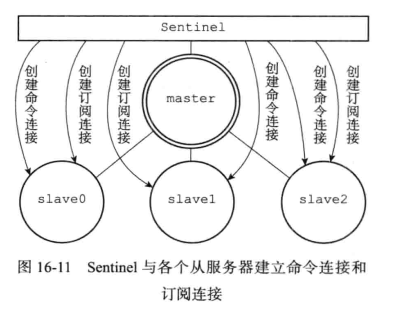 Sentinel
创建命令连接
创建订阅连接
创建订阅连接
创建命令连接
创建命令连接
创建订阅连接
master
slave0
slave1
slave2
图 16-11 Sentinel 与各个从服务器建立命令连接和
订阅连接